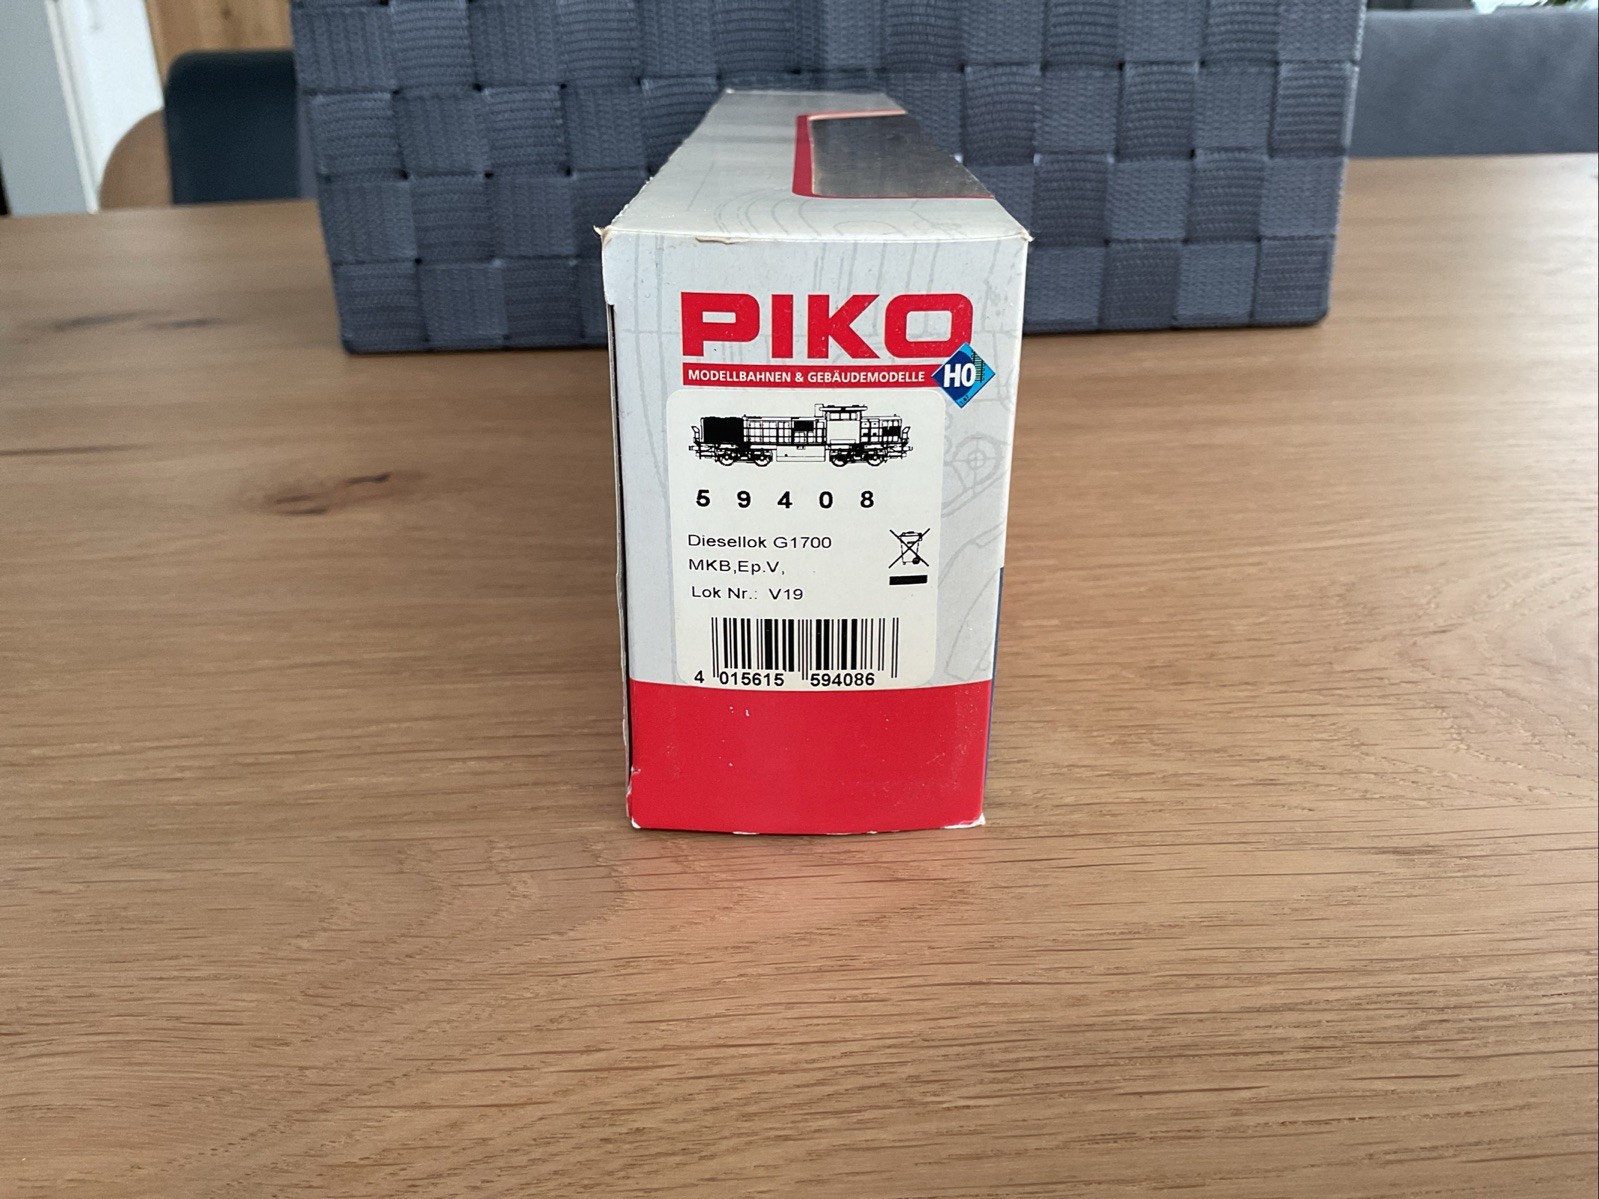 PIKO
MODELLBAHNEN & GEBÄUDEMODELLE
H0
5 9 4 0 8
Diesellok G1700
MKB,Ep.V,
Lok Nr.: V19
4 015615 594086